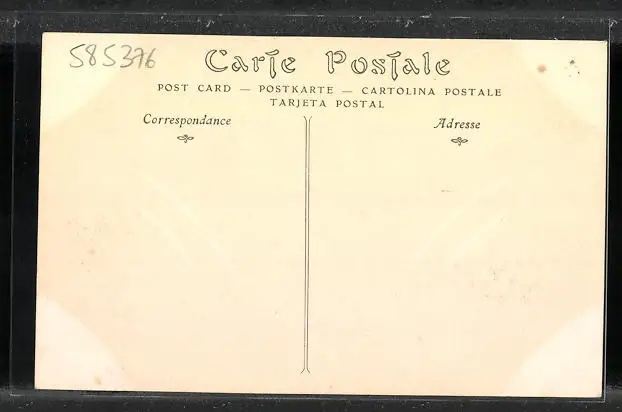 585376
Carte Postale
POST CARD — POSTKARTE — CARTOLINA POSTALE
TARJETA POSTAL
Correspondance
Adresse